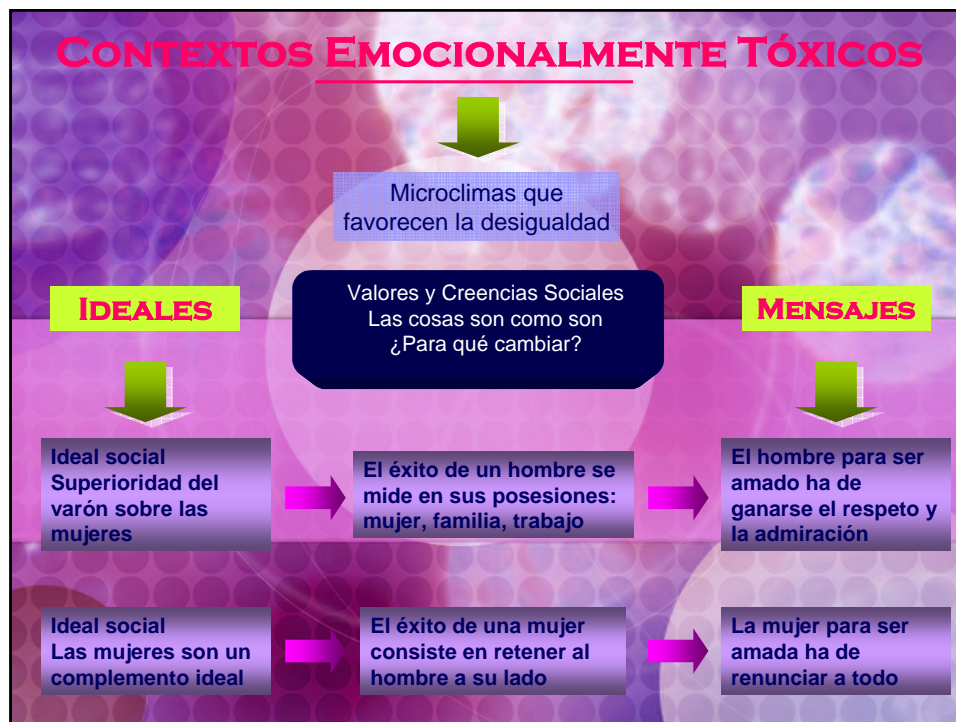 CONTEXTOS EMOCIONALMENTE TÓXICOS
Microclimas que
favorecen la desigualdad
IDEALES
Valores y Creencias Sociales
Las cosas son como son
¿Para qué cambiar?
MENSAJES
Ideal social
Superioridad del
varón sobre las
mujeres
El éxito de un hombre se
mide en sus posesiones:
mujer, familia, trabajo
El hombre para ser
amado ha de
ganarse el respeto y
la admiración
Ideal social
Las mujeres son un
complemento ideal
El éxito de una mujer
consiste en retener al
hombre a su lado
La mujer para ser
amada ha de
renunciar a todo